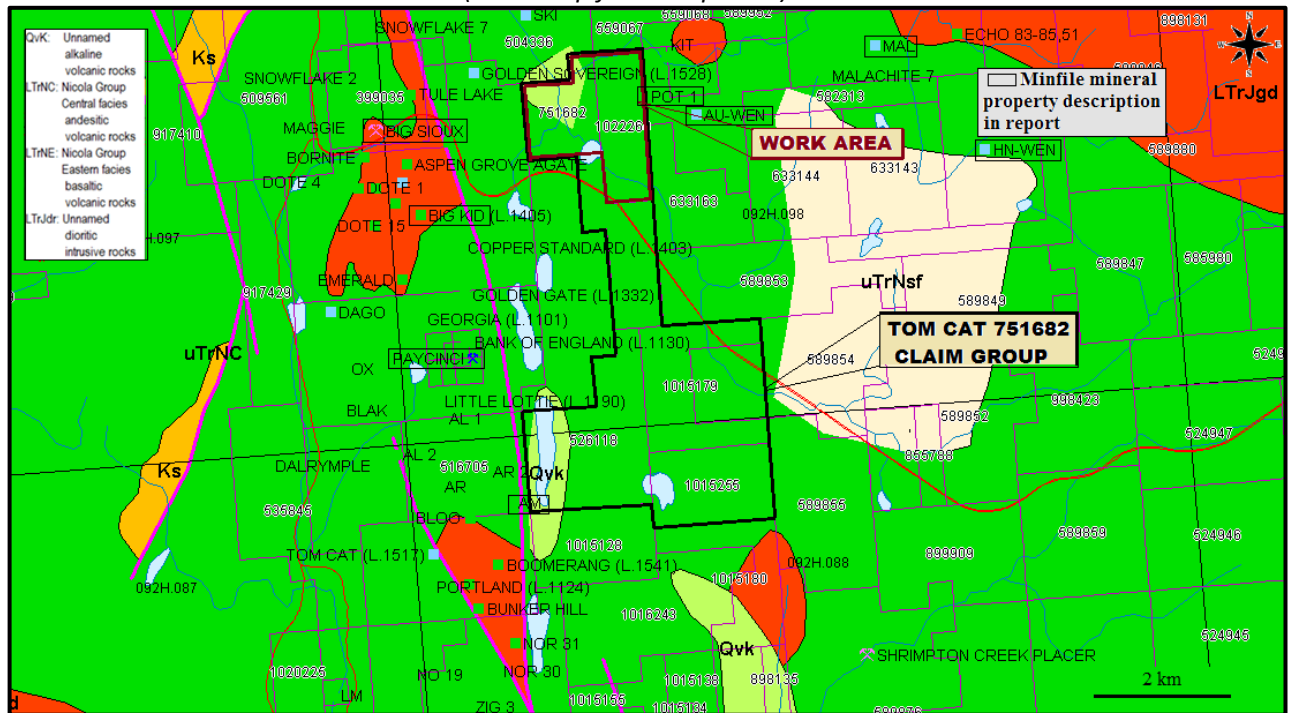 SNOWFLAKE 7
SKI
559067
559068
589952
898131
504336
KIT
MAL
ECHO 83-85,51
QvK: Unnamed
alkaline
volcanic rocks
LTrNC: Nicola Group
Central facies
andesitic
volcanic rocks
LTrNE: Nicola Group
Eastern facies
basaltic
volcanic rocks
LTrJdr: Unnamed
dioritic
intrusive rocks
Ks
SNOWFLAKE 2
509561
399035
GOLDEN SOVEREIGN (L.1528)
MALACHITE 7
Minfile mineral
property description
in report
LTrJgd
TULE LAKE
751682
POT 1
582313
917410
MAGGIE
BIG SIOUX
102226
AU-WEN
WORK AREA
HN-WEN
589880
BORNITE
ASPEN GROVE AGATE
DOTE 4
DOTE 1
633144
633143
633163
092H.098
DOTE 15
BIG KID (L.1405)
H.097
COPPER STANDARD (L.1403)
589847
585980
EMERALD
589853
uTrNsf
917429
GOLDEN GATE (L.1332)
589849
DAGO
GEORGIA (L.1101)
TOM CAT 751682
CLAIM GROUP
uTrNC
BANK OF ENGLAND (L.1130)
PAYCINCH
589854
OX
1015179
BLAK
LITTLE LOTTIE (L.1190)
AL 1
589852
998423
526118
524947
AL 2
855788
Ks
DALRYMPLE
516705
AR 2
Qvk
AR
1015255
AM
535845
BLOO
589855
589859
524946
TOM CAT (L.1517)
1015128
BOOMERANG (L.1541)
899909
092H.087
PORTLAND (L.1124)
1015180
092H.088
BUNKER HILL
1016243
524945
NOR 31
Qvk
SHRIMPTON CREEK PLACER
1020225
NO 19
NOR 30
1015138
898135
2 km
LM
ZIG 3
1015155
1015134
589876